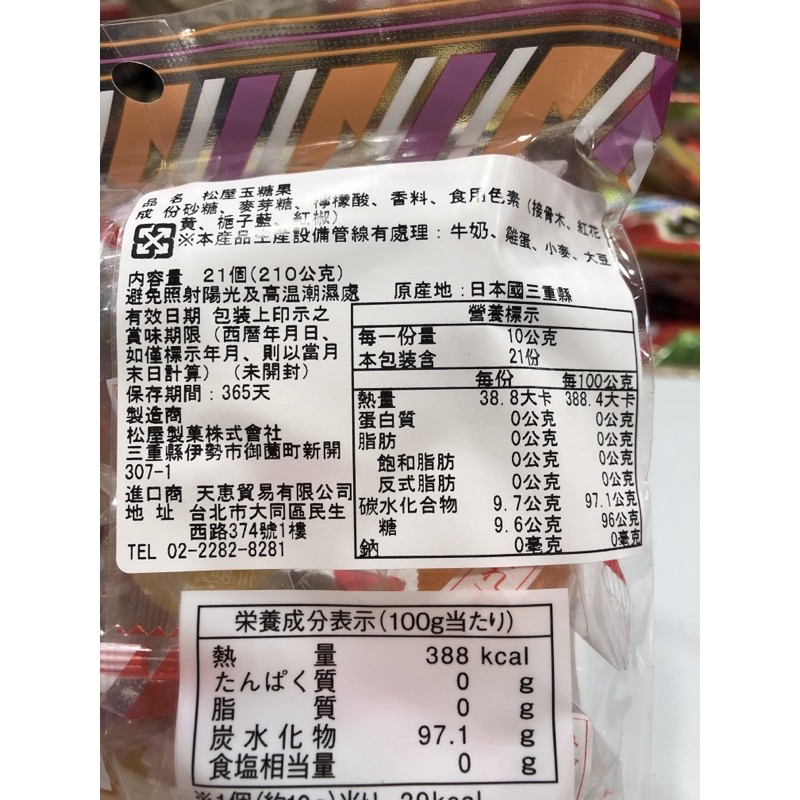 品名 松屋玉糖果
成份 砂糖、麥芽糖、檸檬酸、香料、食用色素（接骨木、紅花
黃、梔子藍、紅椒）
※本產品生產設備管線有處理：牛奶、雞蛋、小麥、大豆
內容量 21個(210公克)
避免照射陽光及高温潮濕處
原産地：日本國三重縣
有效日期 包裝上印示之
賞味期限（西曆年月日、
如僅標示年月、則以當月
末日計算）（未開封）
保存期間：365天
製造商
松屋製菓株式會社
三重縣伊勢市御薗町新開
307-1
進口商 天惠貿易有限公司
地址 台北市大同區民生
西路374號1樓
TEL 02-2282-8281
營養標示
每一份量 10公克
本包裝含 21份
每份 每100公克
熱量 38.8大卡 388.4大卡
蛋白質 0公克 0公克
脂肪 0公克 0公克
飽和脂肪 0公克 0公克
反式脂肪 0公克 0公克
碳水化合物 9.7公克 97.1公克
糖 9.6公克 96公克
鈉 0毫克 0毫克
栄養成分表示(100g当たり)
熱量 388 kcal
たんぱく質 0 g
脂質 0 g
炭水化物 97.1 g
食塩相当量 0 g
※1個(約10g)当り 39kcal